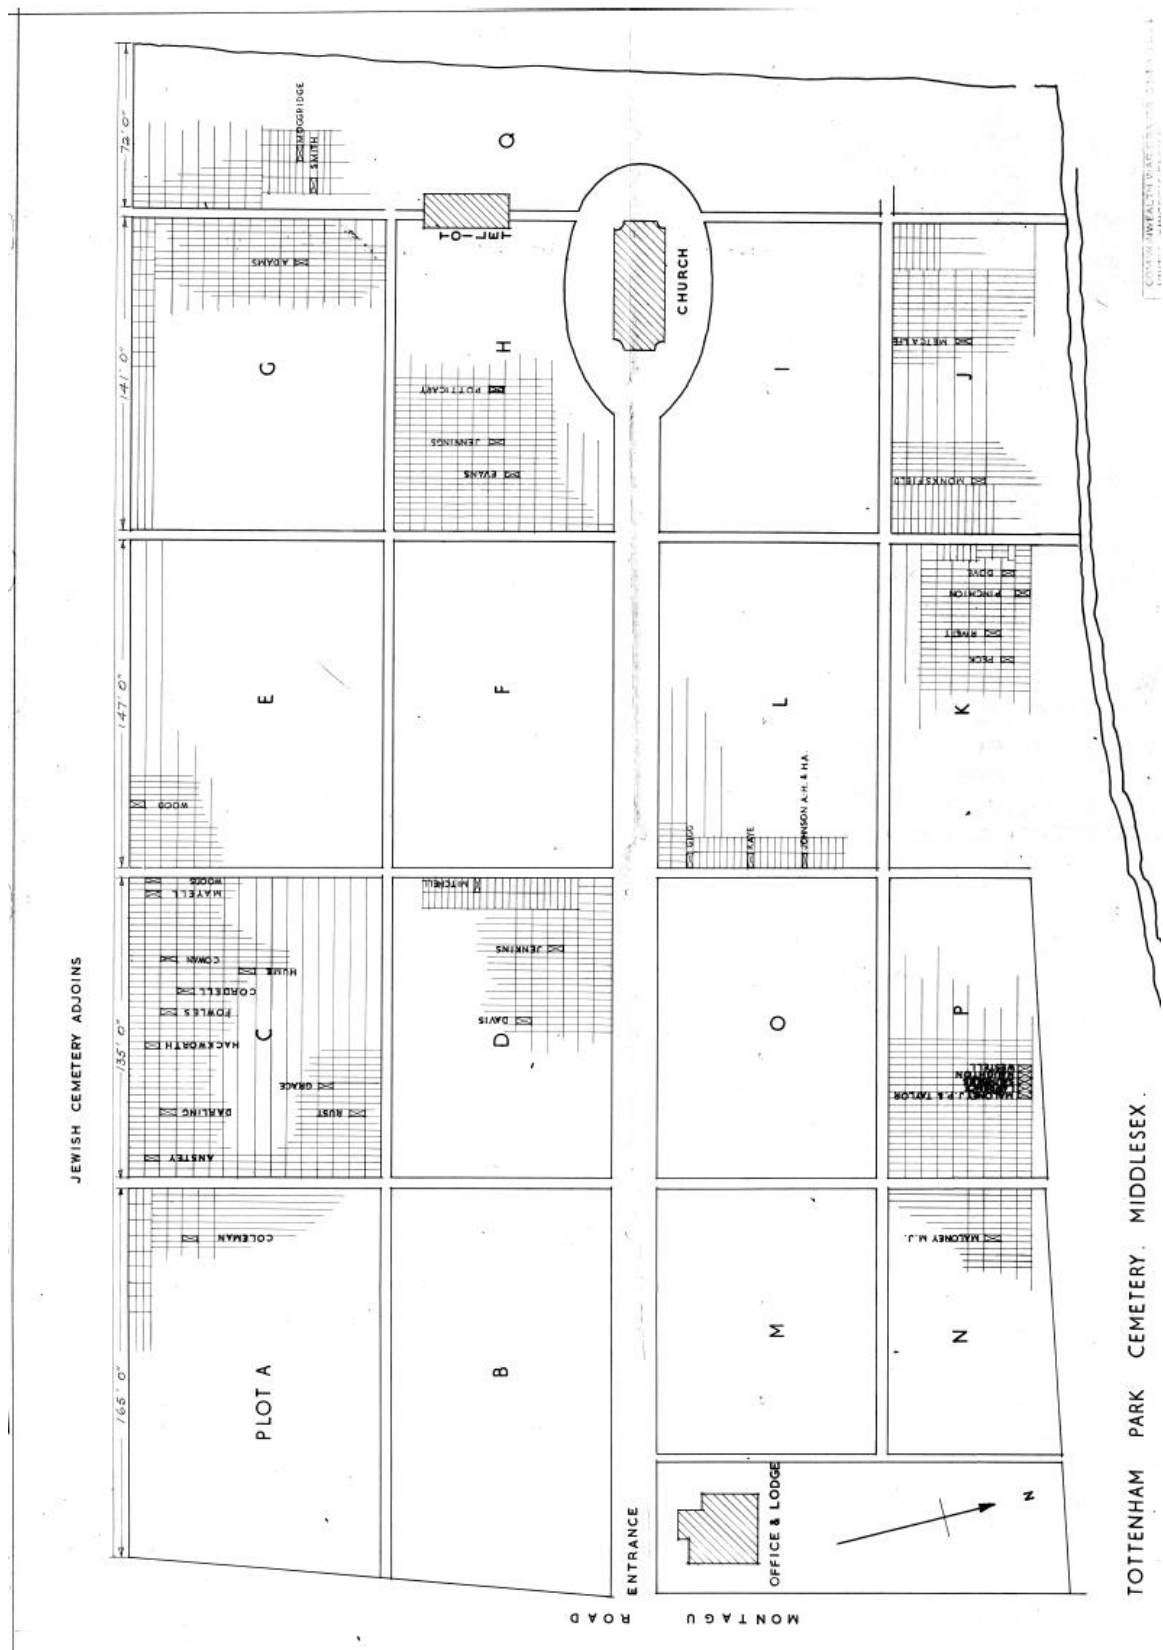 JEWISH CEMETERY ADJOINS
72' 0"
141' 0"
147' 0"
135' 0"
165' 0"
MOGGRIDGE
SMITH
Q
TOILET
CHURCH
ADAMS
G
H
POTTICARY
JENNINGS
EVANS
I
METCALFE
J
MONKSFIELD
E
WOOD
F
L
GIGG
KAYE
JOHNSON A.H. & H.A.
DOVE
PINCHION
RIVETT
PECK
K
WOODS
MAYELL
COWAN
HUME
CORDELL
FOWLES
HACKWORTH
C
GRACE
DARLING
RUST
ANSTEY
MITCHELL
JENKINS
DAVIS
D
O
P
WESTELL
MALONEY J.P. & TAYLOR
COLEMAN
PLOT A
B
M
MALONEY M.J.
N
ENTRANCE
OFFICE & LODGE
N
MONTAGU ROAD
TOTTENHAM PARK CEMETERY. MIDDLESEX.